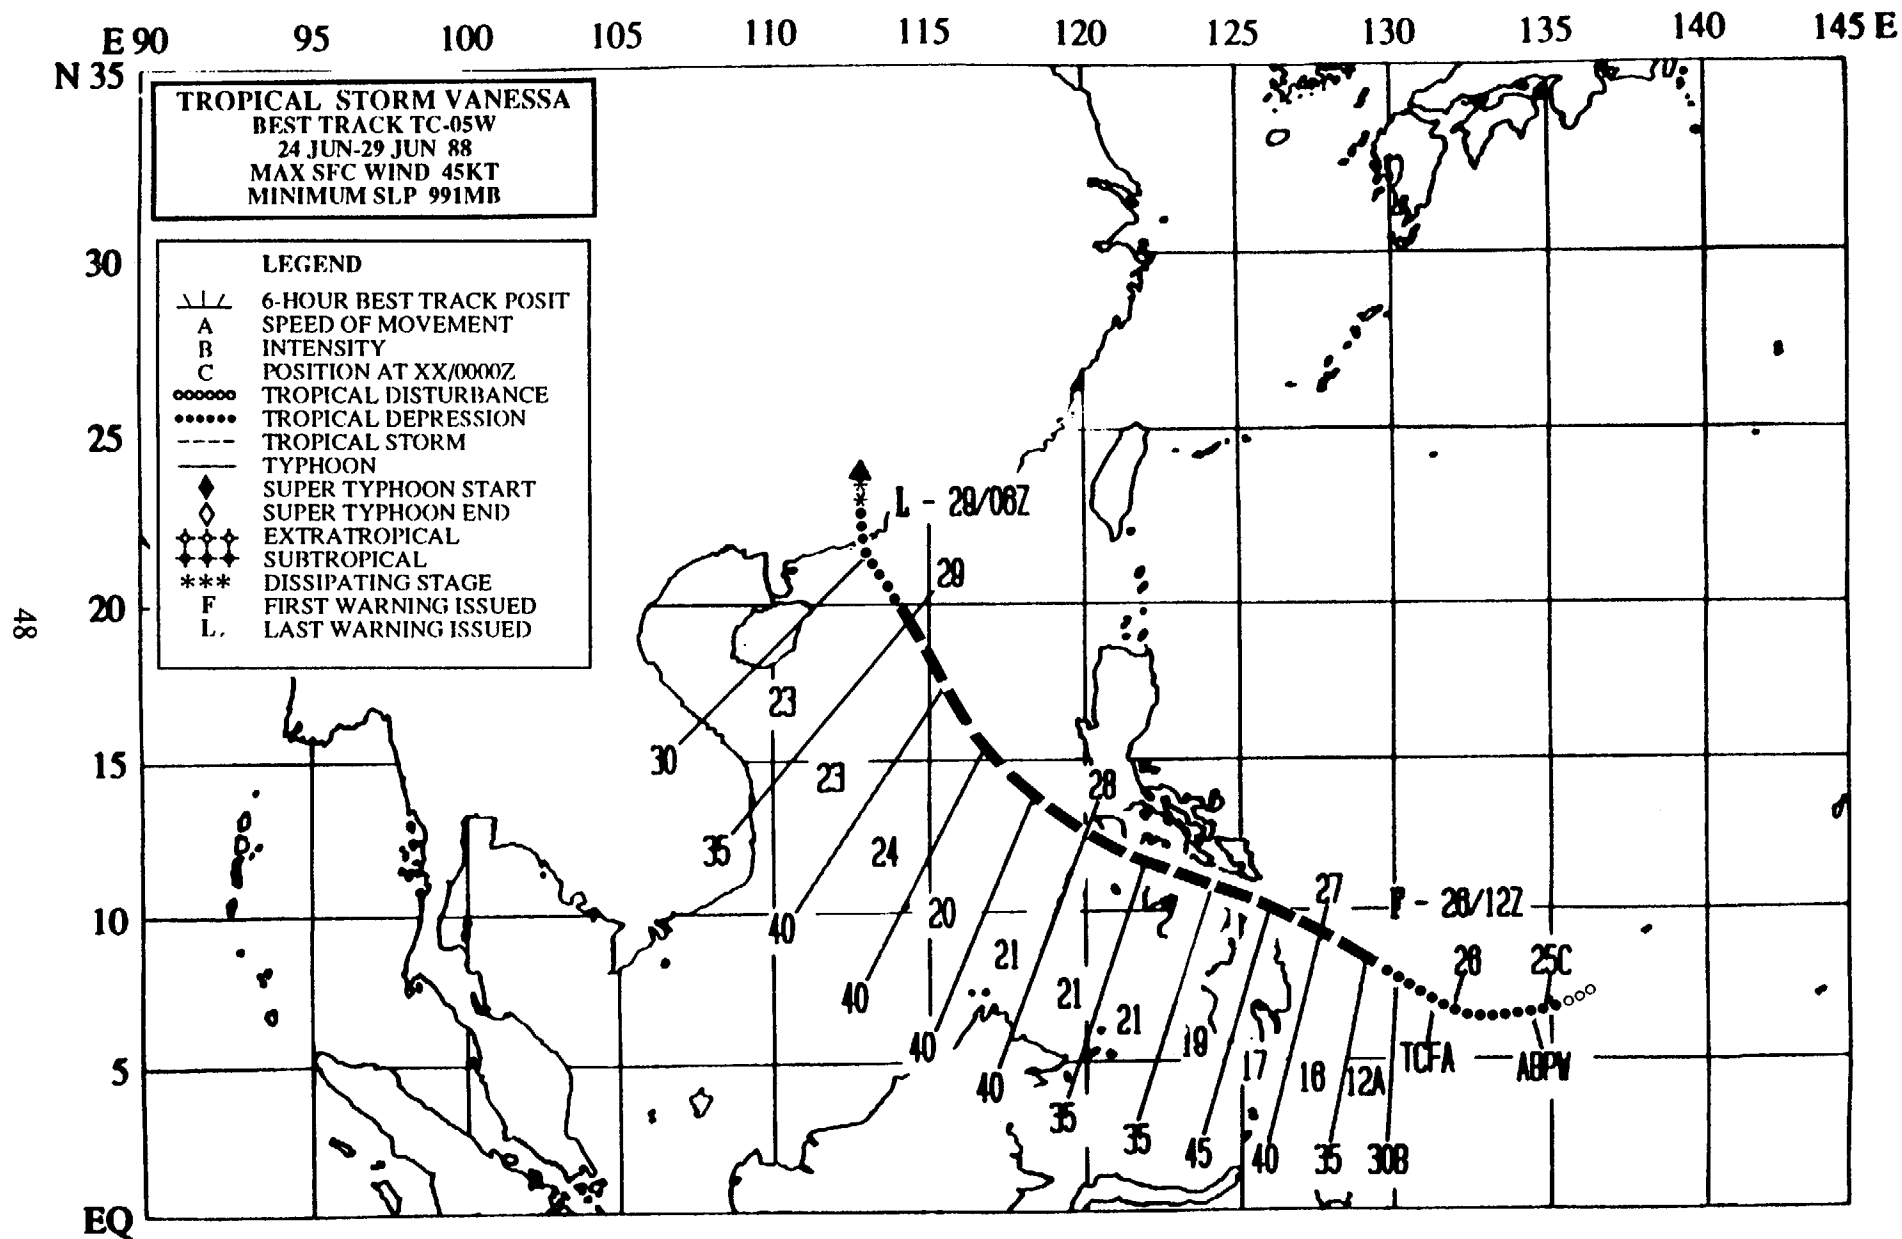 E 90 95 100 105 110 115 120 125 130 135 140 145 E
N 35
TROPICAL STORM VANESSA
BEST TRACK TC-05W
24 JUN-29 JUN 88
MAX SFC WIND 45KT
MINIMUM SLP 991MB
LEGEND
6-HOUR BEST TRACK POSIT
A SPEED OF MOVEMENT
B INTENSITY
C POSITION AT XX/0000Z
TROPICAL DISTURBANCE
TROPICAL DEPRESSION
TROPICAL STORM
TYPHOON
SUPER TYPHOON START
SUPER TYPHOON END
EXTRATROPICAL
SUBTROPICAL
*** DISSIPATING STAGE
F FIRST WARNING ISSUED
L. LAST WARNING ISSUED
30
25
20
15
10
5
EQ
48
L - 29/06Z
29
28
27
F - 26/12Z
26
25C
TCFA
ABPW
23
23
24
20
21
21
21
19
17
16
12A
30
35
40
40
40
40
35
35
45
40
35
30B